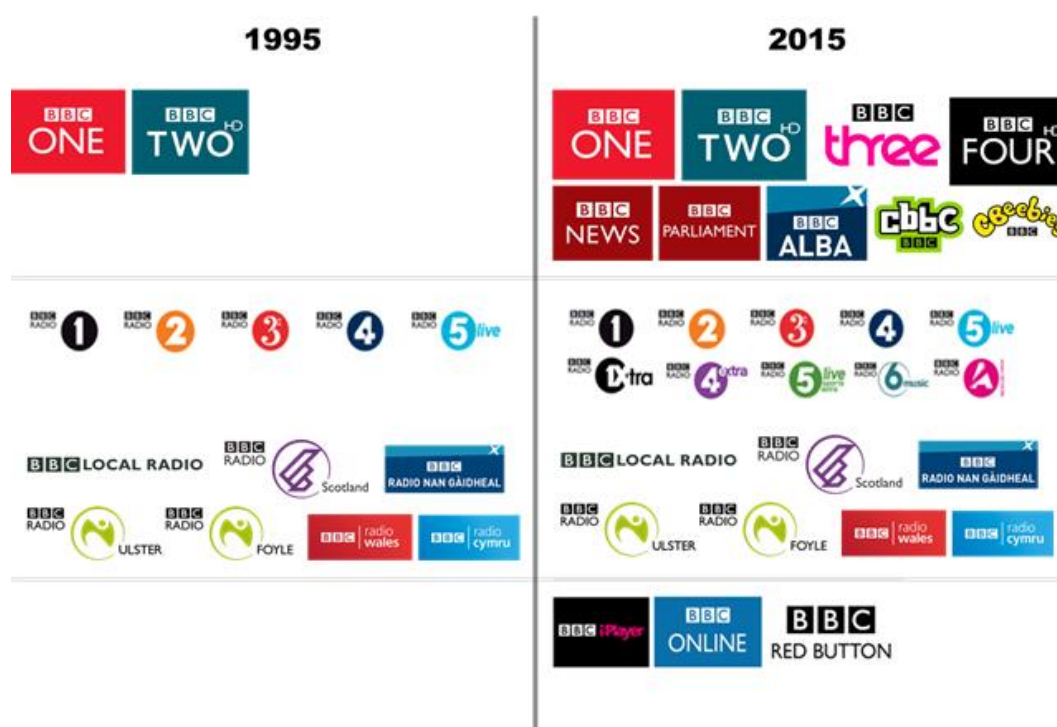 1995
BBC
ONE
BBC
TWO HD
BBC
RADIO 1
BBC
RADIO 2
BBC
RADIO 3
BBC
RADIO 4
BBC
RADIO 5 live
BBC LOCAL RADIO
BBC
RADIO
Scotland
BBC
RADIO NAN GÀIDHEAL
BBC
RADIO
ULSTER
BBC
RADIO
FOYLE
BBC radio
wales
BBC radio
cymru
2015
BBC
ONE
BBC
TWO HD
BBC
three
BBC
FOUR HD
BBC
NEWS
BBC
PARLIAMENT
BBC
ALBA
cbbc
BBC
CBeebies
BBC
BBC
RADIO 1
BBC
RADIO 2
BBC
RADIO 3
BBC
RADIO 4
BBC
RADIO 5 live
BBC
RADIO 1Xtra
BBC
RADIO 4 extra
BBC
RADIO 5 live
sports
extra
BBC
RADIO 6 music
BBC
RADIO A
BBC LOCAL RADIO
BBC
RADIO
Scotland
BBC
RADIO NAN GÀIDHEAL
BBC
RADIO
ULSTER
BBC
RADIO
FOYLE
BBC radio
wales
BBC radio
cymru
BBC iPlayer
BBC
ONLINE
BBC
RED BUTTON